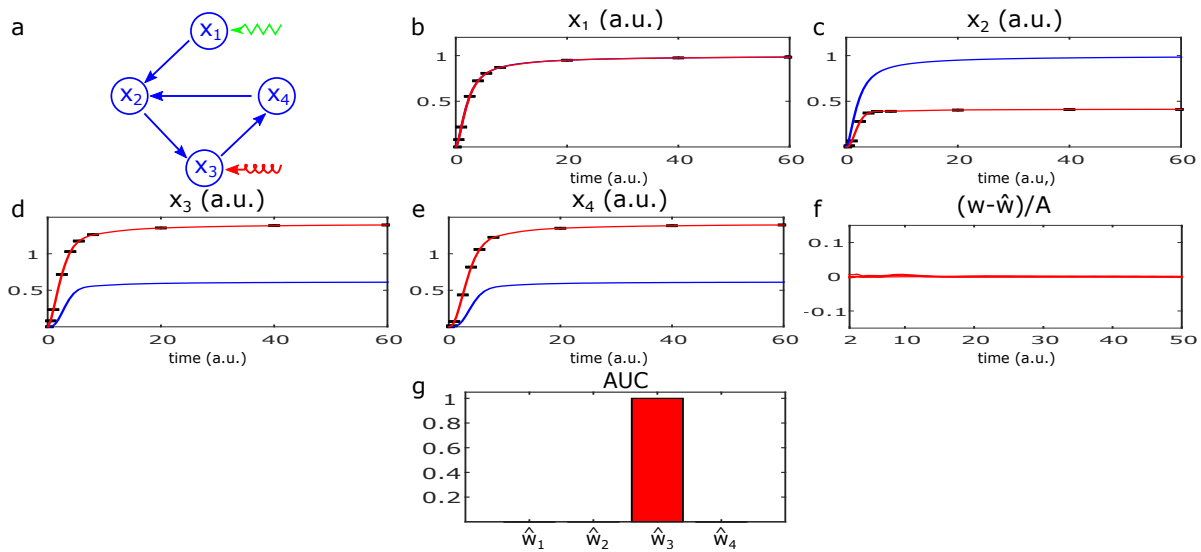 a
x1
x2
x4
x3
b
x1 (a.u.)
1
0.5
0
20
40
60
time (a.u.)
c
x2 (a.u.)
1
0.5
0
20
40
60
time (a.u,)
d
x3 (a.u.)
1
0.5
0
20
40
60
time (a.u.)
e
x4 (a.u.)
1
0.5
0
20
40
60
time (a.u.)
f
(w-ŵ)/A
0.1
0
-0.1
2
10
20
30
40
50
time (a.u.)
g
AUC
1
0.8
0.6
0.4
0.2
ŵ1
ŵ2
ŵ3
ŵ4